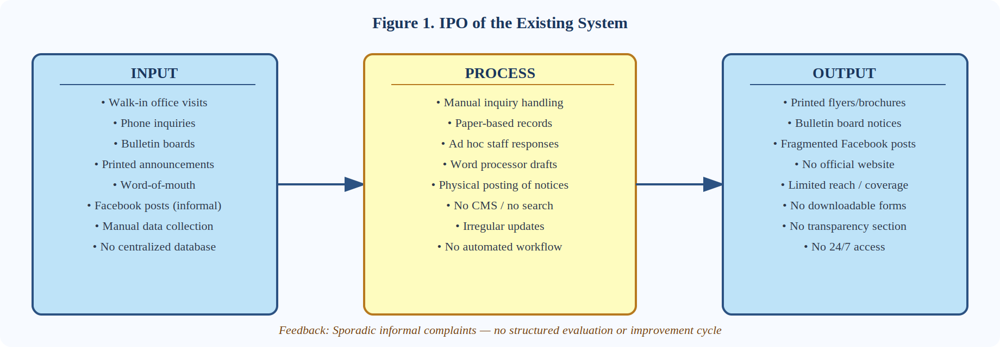 Figure 1. IPO of the Existing System
INPUT
• Walk-in office visits
• Phone inquiries
• Bulletin boards
• Printed announcements
• Word-of-mouth
• Facebook posts (informal)
• Manual data collection
• No centralized database
PROCESS
• Manual inquiry handling
• Paper-based records
• Ad hoc staff responses
• Word processor drafts
• Physical posting of notices
• No CMS / no search
• Irregular updates
• No automated workflow
OUTPUT
• Printed flyers/brochures
• Bulletin board notices
• Fragmented Facebook posts
• No official website
• Limited reach / coverage
• No downloadable forms
• No transparency section
• No 24/7 access
Feedback: Sporadic informal complaints — no structured evaluation or improvement cycle